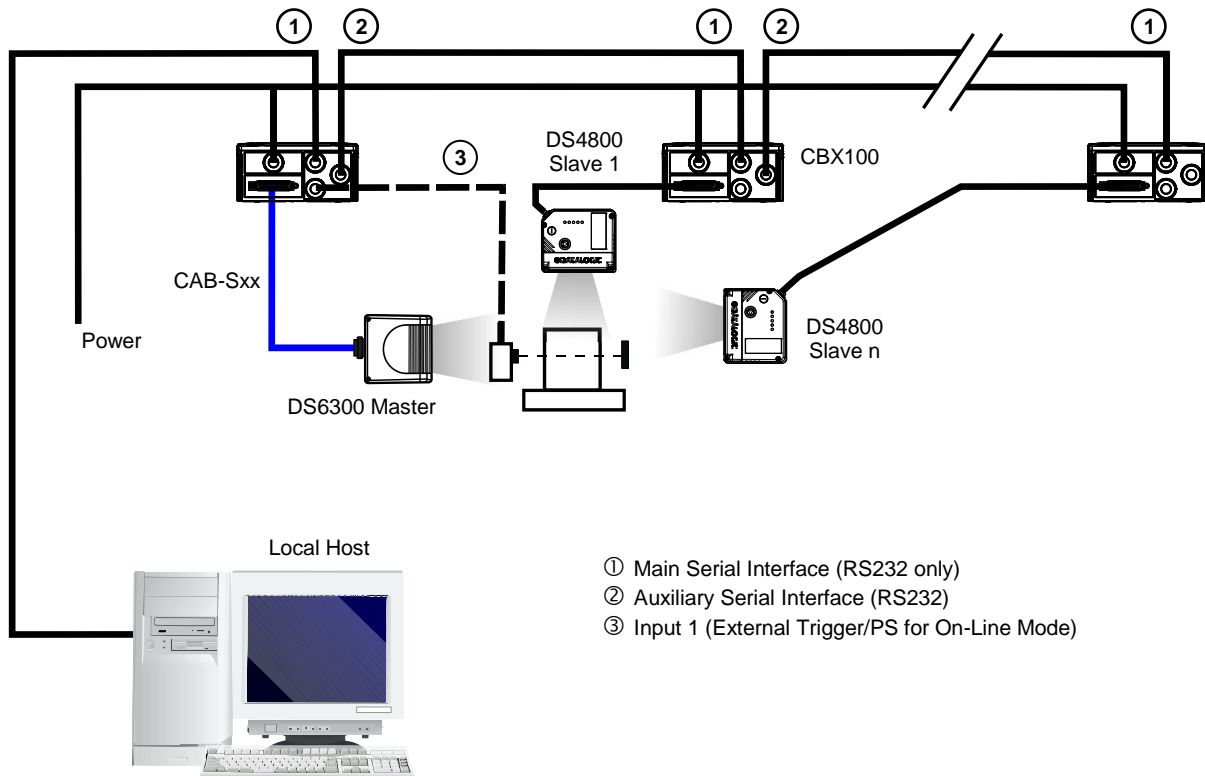 ① ② ① ② ①
DS4800
Slave 1
③
CBX100
CAB-Sxx
Power
DS4800
Slave n
DS6300 Master
Local Host
① Main Serial Interface (RS232 only)
② Auxiliary Serial Interface (RS232)
③ Input 1 (External Trigger/PS for On-Line Mode)